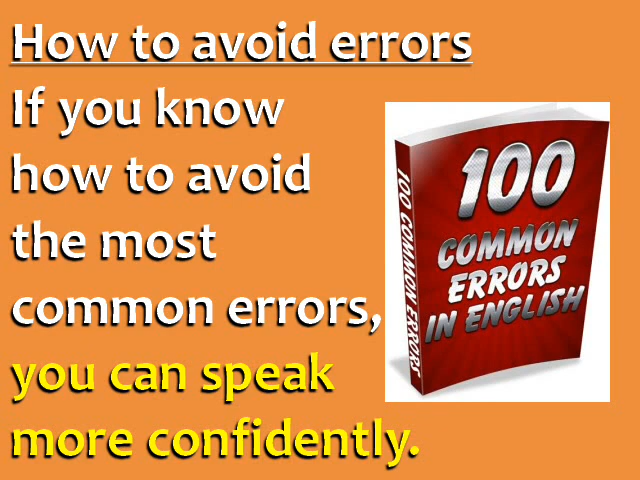 How to avoid errors
If you know
how to avoid
the most
common errors,
you can speak
more confidently.
100
COMMON
ERRORS
IN ENGLISH
100 COMMON ERRORS